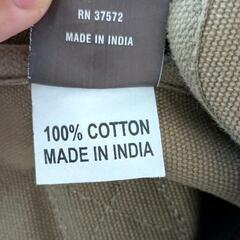 RN 37572
MADE IN INDIA
100% COTTON
MADE IN INDIA